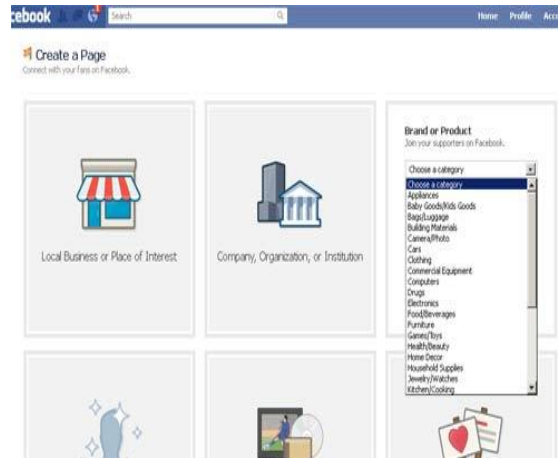 cebook
1
Search
Home Profile Acco
Create a Page
Connect with your fans on Facebook.
Local Business or Place of Interest
Company, Organization, or Institution
Brand or Product
Join your supporters on Facebook.
Choose a category
Choose a category
Appliances
Baby Goods/Kids Goods
Bags/Luggage
Building Materials
Camera/Photo
Cars
Clothing
Commercial Equipment
Computers
Drugs
Electronics
Food/Beverages
Furniture
Games/Toys
Health/Beauty
Home Decor
Household Supplies
Jewelry/Watches
Kitchen/Cooking